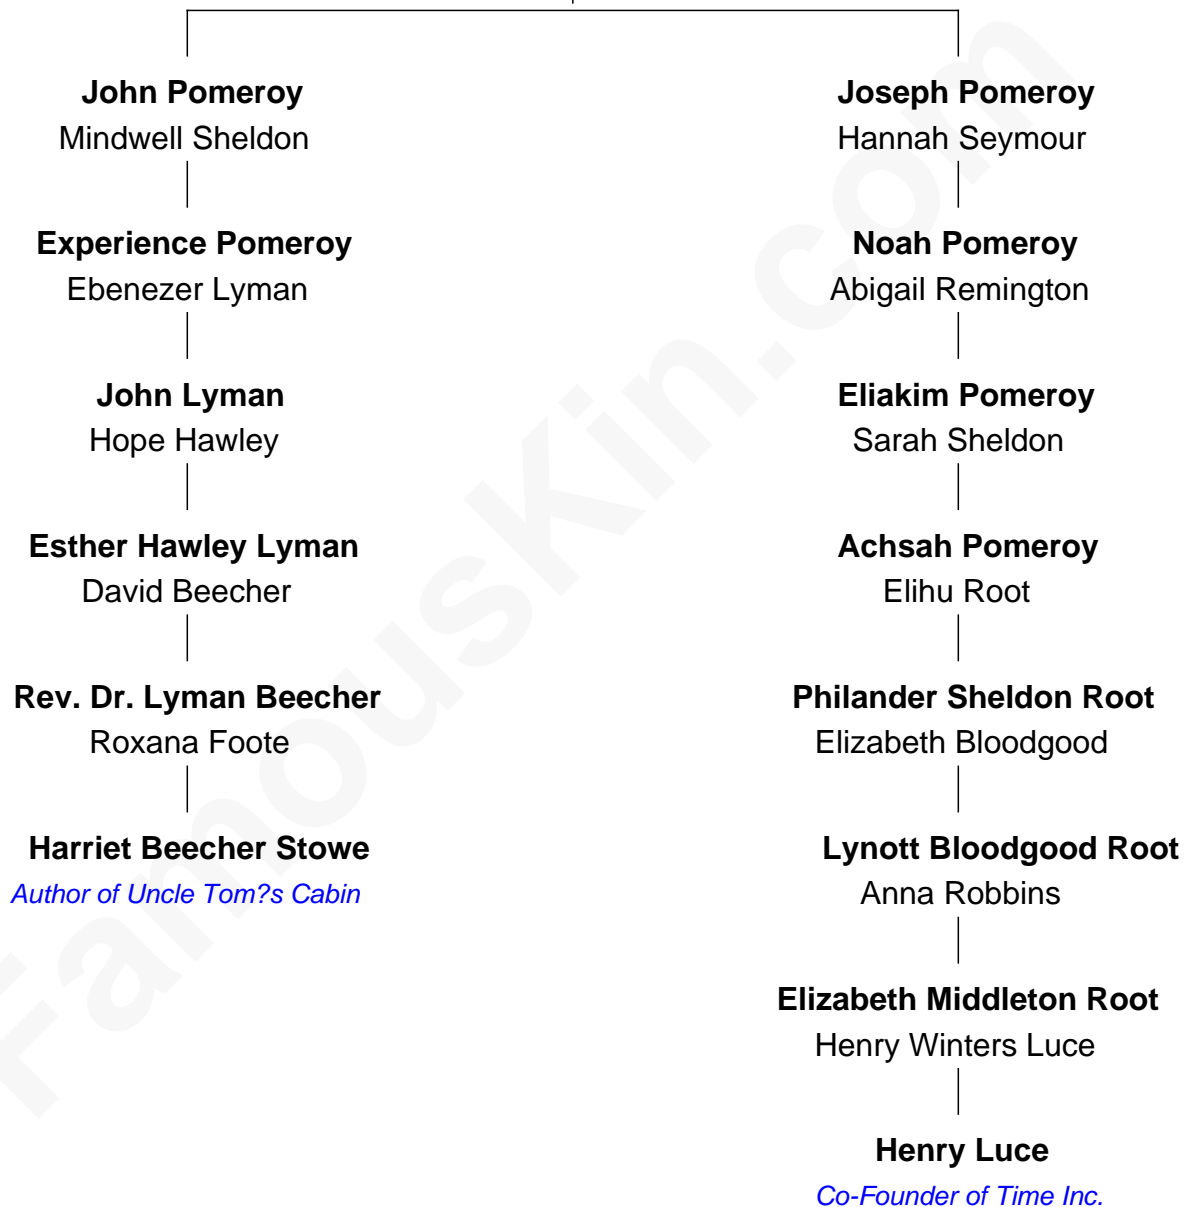 John Pomeroy
Mindwell Sheldon
Experience Pomeroy
Ebenezer Lyman
John Lyman
Hope Hawley
Esther Hawley Lyman
David Beecher
Rev. Dr. Lyman Beecher
Roxana Foote
Harriet Beecher Stowe
Author of Uncle Tom?s Cabin
Joseph Pomeroy
Hannah Seymour
Noah Pomeroy
Abigail Remington
Eliakim Pomeroy
Sarah Sheldon
Achsah Pomeroy
Elihu Root
Philander Sheldon Root
Elizabeth Bloodgood
Lynott Bloodgood Root
Anna Robbins
Elizabeth Middleton Root
Henry Winters Luce
Henry Luce
Co-Founder of Time Inc.
FamousKin.com